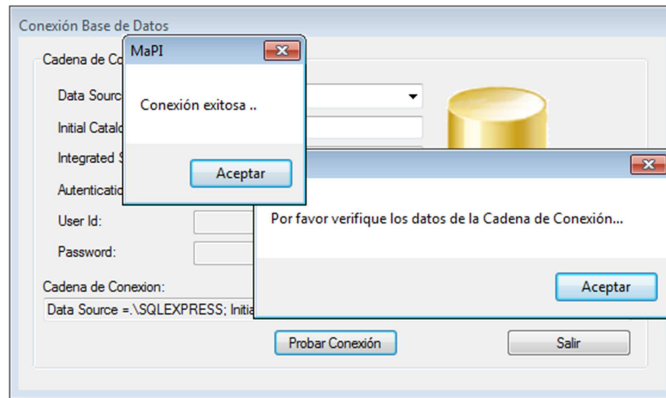 Conexión Base de Datos
MaPI
Cadena de Co
Conexión exitosa ..
Data Sourc
Initial Catalo
Integrated S
Aceptar
Autenticatio
User Id:
Por favor verifique los datos de la Cadena de Conexión...
Password:
Cadena de Conexion:
Aceptar
Data Source =.\SQLEXPRESS; Initia
Probar Conexión
Salir